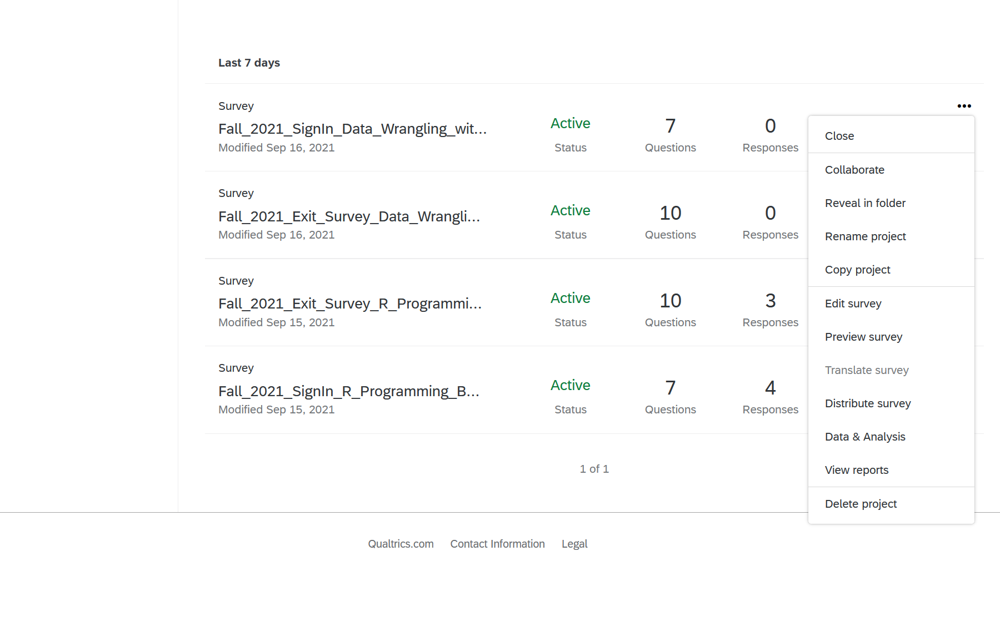 Last 7 days
Survey
Fall_2021_SignIn_Data_Wrangling_wit...
Modified Sep 16, 2021
Active
Status
7
Questions
0
Responses
•••
Survey
Fall_2021_Exit_Survey_Data_Wrangli...
Modified Sep 16, 2021
Active
Status
10
Questions
0
Responses
Survey
Fall_2021_Exit_Survey_R_Programmi...
Modified Sep 15, 2021
Active
Status
10
Questions
3
Responses
Survey
Fall_2021_SignIn_R_Programming_B...
Modified Sep 15, 2021
Active
Status
7
Questions
4
Responses
Close
Collaborate
Reveal in folder
Rename project
Copy project
Edit survey
Preview survey
Translate survey
Distribute survey
Data & Analysis
View reports
Delete project
1 of 1
Qualtrics.com Contact Information Legal